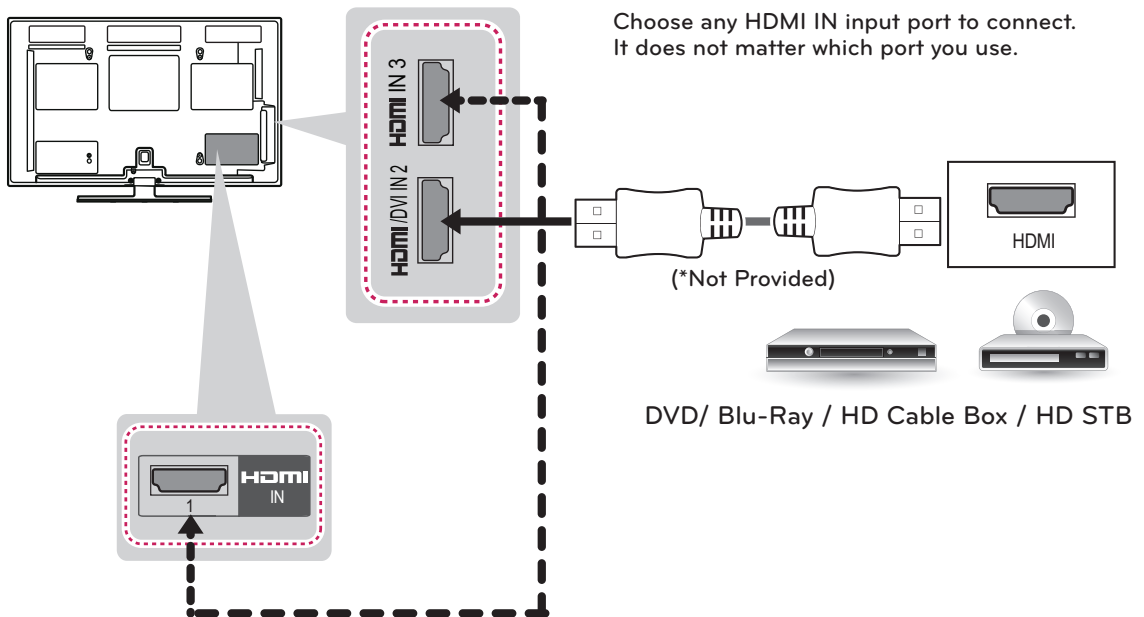 Choose any HDMI IN input port to connect.
It does not matter which port you use.
HDMI IN 3
HDMI /DVI IN 2
(*Not Provided)
HDMI
DVD/ Blu-Ray / HD Cable Box / HD STB
1
HDMI
IN